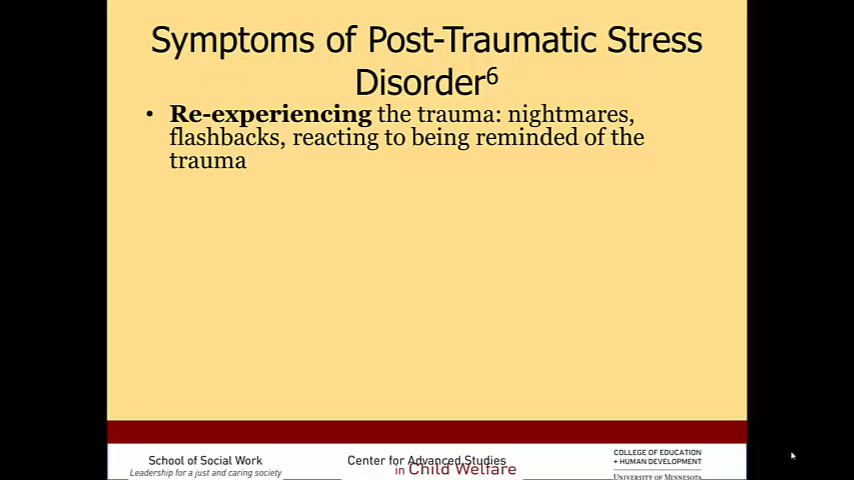 Symptoms of Post-Traumatic Stress
Disorder6
• Re-experiencing the trauma: nightmares,
flashbacks, reacting to being reminded of the
trauma
School of Social Work
Leadership for a just and caring society
Center for Advanced Studies
in Child Welfare
COLLEGE OF EDUCATION
+ HUMAN DEVELOPMENT
UNIVERSITY OF MINNESOTA